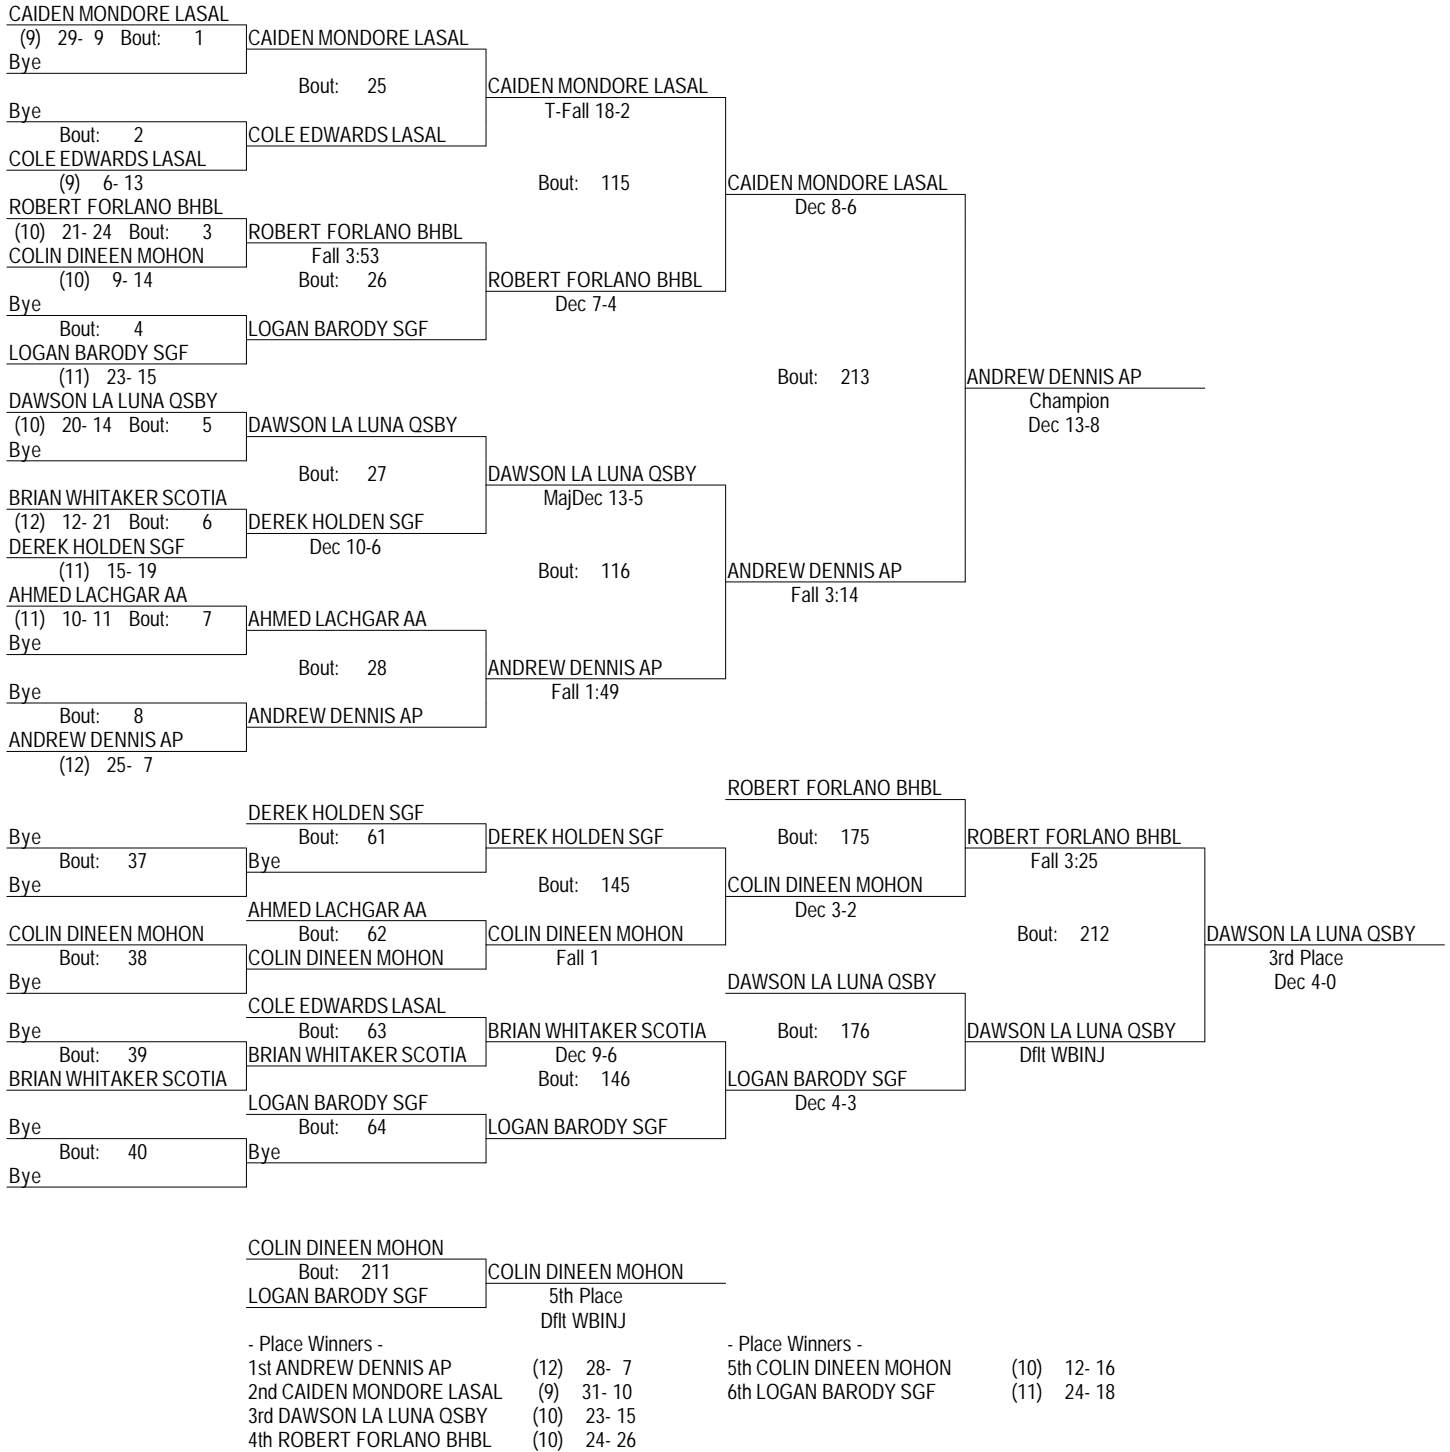 CAIDEN MONDORE LASAL
(9) 29- 9 Bout: 1 CAIDEN MONDORE LASAL
Bye
Bout: 25 CAIDEN MONDORE LASAL
Bye T-Fall 18-2
Bout: 2 COLE EDWARDS LASAL
COLE EDWARDS LASAL
(9) 6- 13 Bout: 115 CAIDEN MONDORE LASAL
ROBERT FORLANO BHBL Dec 8-6
(10) 21- 24 Bout: 3 ROBERT FORLANO BHBL
COLIN DINEEN MOHON Fall 3:53
(10) 9- 14 Bout: 26 ROBERT FORLANO BHBL
Bye Dec 7-4
Bout: 4 LOGAN BARODY SGF
LOGAN BARODY SGF
(11) 23- 15 Bout: 213 ANDREW DENNIS AP
DAWSON LA LUNA QSBY Champion
(10) 20- 14 Bout: 5 DAWSON LA LUNA QSBY Dec 13-8
Bye
Bout: 27 DAWSON LA LUNA QSBY
BRIAN WHITAKER SCOTIA MajDec 13-5
(12) 12- 21 Bout: 6 DEREK HOLDEN SGF
DEREK HOLDEN SGF Dec 10-6
(11) 15- 19 Bout: 116 ANDREW DENNIS AP
AHMED LACHGAR AA Fall 3:14
(11) 10- 11 Bout: 7 AHMED LACHGAR AA
Bye
Bout: 28 ANDREW DENNIS AP
Bye Fall 1:49
Bout: 8 ANDREW DENNIS AP
ANDREW DENNIS AP
(12) 25- 7
ROBERT FORLANO BHBL
DEREK HOLDEN SGF
Bye Bout: 61 DEREK HOLDEN SGF Bout: 175 ROBERT FORLANO BHBL
Bout: 37 Bye Fall 3:25
Bye Bout: 145 COLIN DINEEN MOHON
AHMED LACHGAR AA Dec 3-2
COLIN DINEEN MOHON Bout: 62 COLIN DINEEN MOHON Bout: 212 DAWSON LA LUNA QSBY
Bout: 38 COLIN DINEEN MOHON Fall 1 3rd Place
Bye DAWSON LA LUNA QSBY Dec 4-0
COLE EDWARDS LASAL
Bye Bout: 63 BRIAN WHITAKER SCOTIA Bout: 176 DAWSON LA LUNA QSBY
Bout: 39 BRIAN WHITAKER SCOTIA Dec 9-6 Dflt WBINJ
BRIAN WHITAKER SCOTIA Bout: 146 LOGAN BARODY SGF
LOGAN BARODY SGF Dec 4-3
Bye Bout: 64 LOGAN BARODY SGF
Bout: 40 Bye
Bye
COLIN DINEEN MOHON
Bout: 211 COLIN DINEEN MOHON
LOGAN BARODY SGF 5th Place
Dflt WBINJ
- Place Winners - - Place Winners -
1st ANDREW DENNIS AP (12) 28- 7 5th COLIN DINEEN MOHON (10) 12- 16
2nd CAIDEN MONDORE LASAL (9) 31- 10 6th LOGAN BARODY SGF (11) 24- 18
3rd DAWSON LA LUNA QSBY (10) 23- 15
4th ROBERT FORLANO BHBL (10) 24- 26